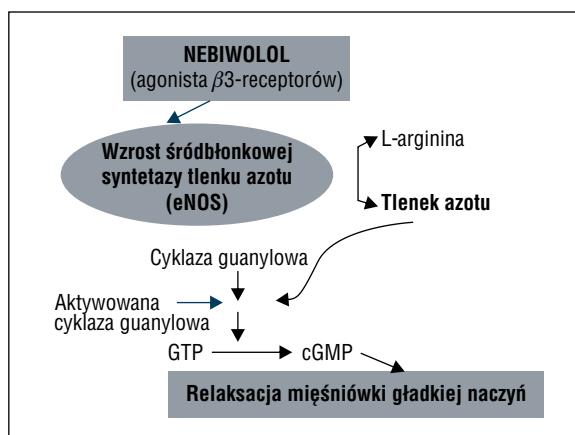 NEBIWOLOL
(agonista β3-receptorów)
Wzrost śródbłonkowej
syntetazy tlenku azotu
(eNOS)
L-arginina
Tlenek azotu
Cyklaza guanylowa
Aktywowana
cyklaza guanylowa
GTP
cGMP
Relaksacja mięśniówki gładkiej naczyń